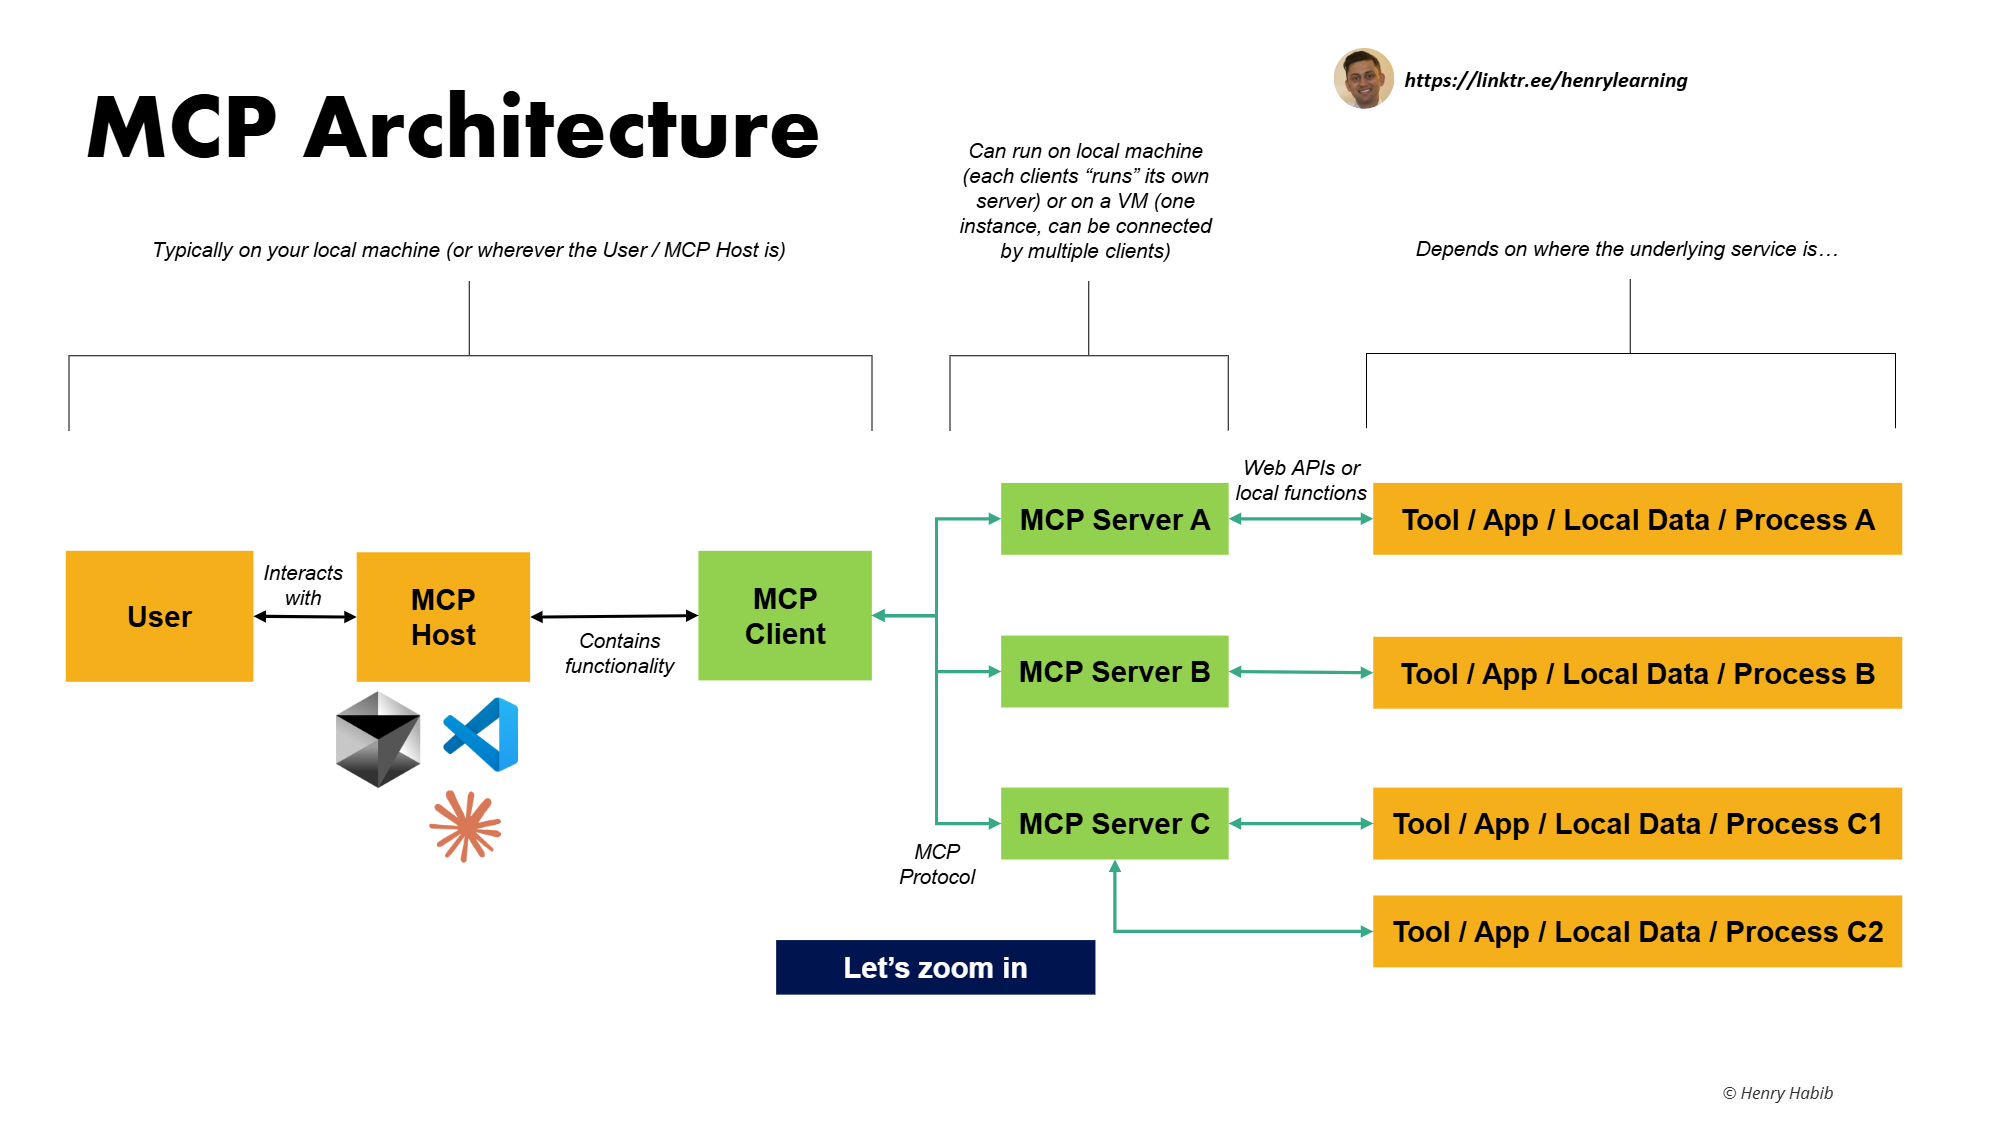 https://linktr.ee/henrylearning
MCP Architecture
Can run on local machine
(each clients “runs” its own
server) or on a VM (one
instance, can be connected
by multiple clients)
Typically on your local machine (or wherever the User / MCP Host is)
Depends on where the underlying service is…
Web APIs or
local functions
MCP Server A
Tool / App / Local Data / Process A
User
Interacts
with
MCP
Host
Contains
functionality
MCP
Client
MCP Server B
Tool / App / Local Data / Process B
MCP Server C
Tool / App / Local Data / Process C1
MCP
Protocol
Tool / App / Local Data / Process C2
Let’s zoom in
© Henry Habib